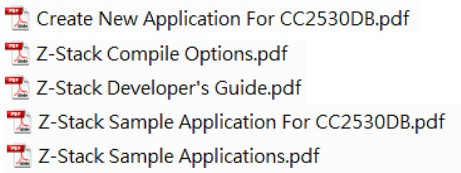 Create New Application For CC2530DB.pdf
Z-Stack Compile Options.pdf
Z-Stack Developer's Guide.pdf
Z-Stack Sample Application For CC2530DB.pdf
Z-Stack Sample Applications.pdf